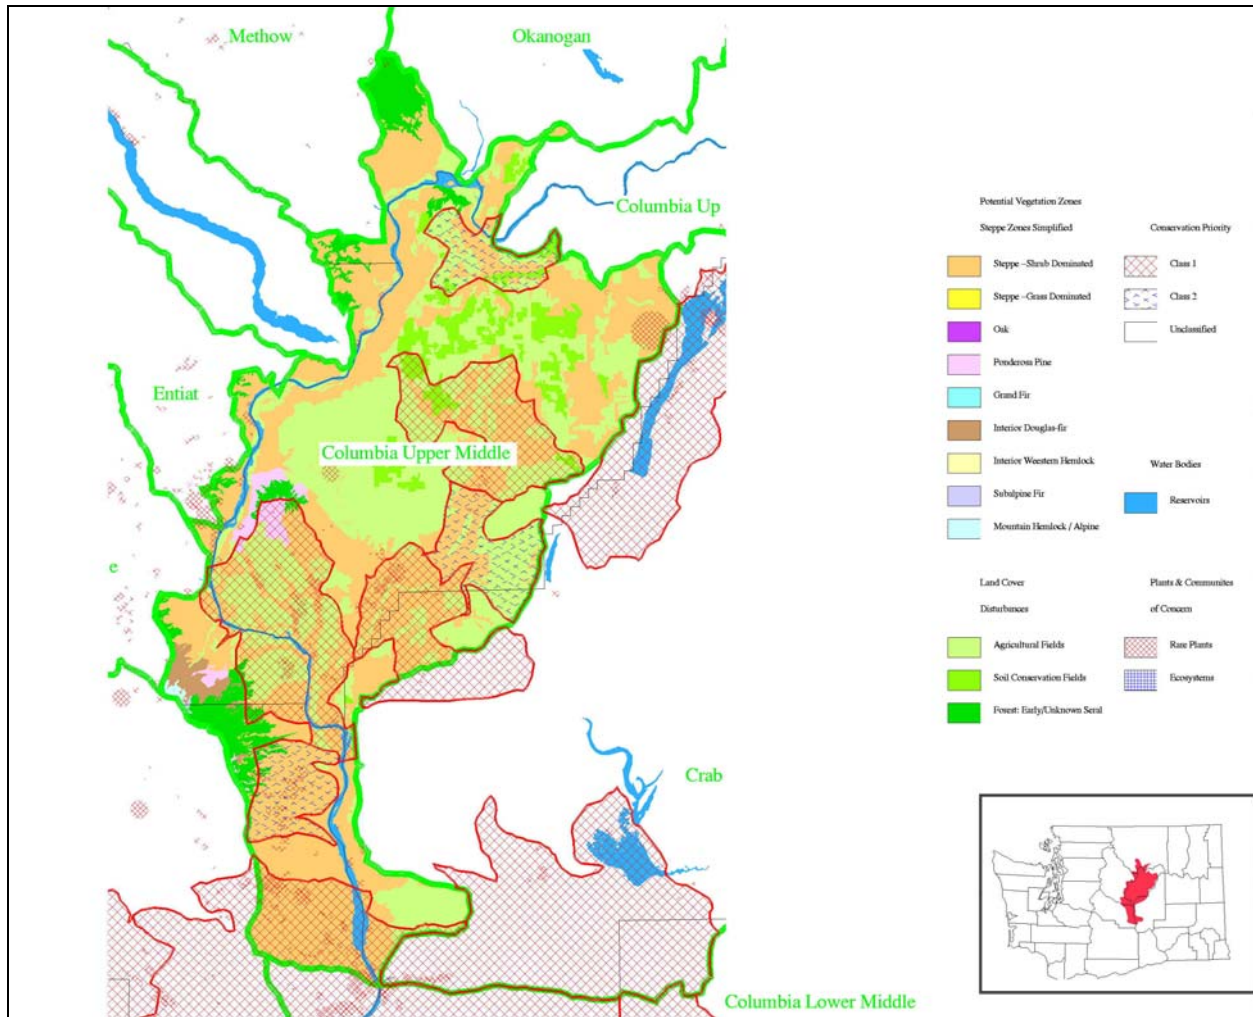 Methow
Okanogan
Columbia Up
Entiat
Columbia Upper Middle
e
Crab
Columbia Lower Middle
Potential Vegetation Zones
Steppe Zones Simplified
Steppe –Shrub Dominated
Steppe –Grass Dominated
Oak
Ponderosa Pine
Grand Fir
Interior Douglas-fir
Interior Weestern Hemlock
Subalpine Fir
Mountain Hemlock / Alpine
Conservation Priority
Class 1
Class 2
Unclassified
Water Bodies
Reservoirs
Land Cover
Disturbances
Agricultural Fields
Soil Conservation Fields
Forest: Early/Unknown Seral
Plants & Communites
of Concern
Rare Plants
Ecosystems